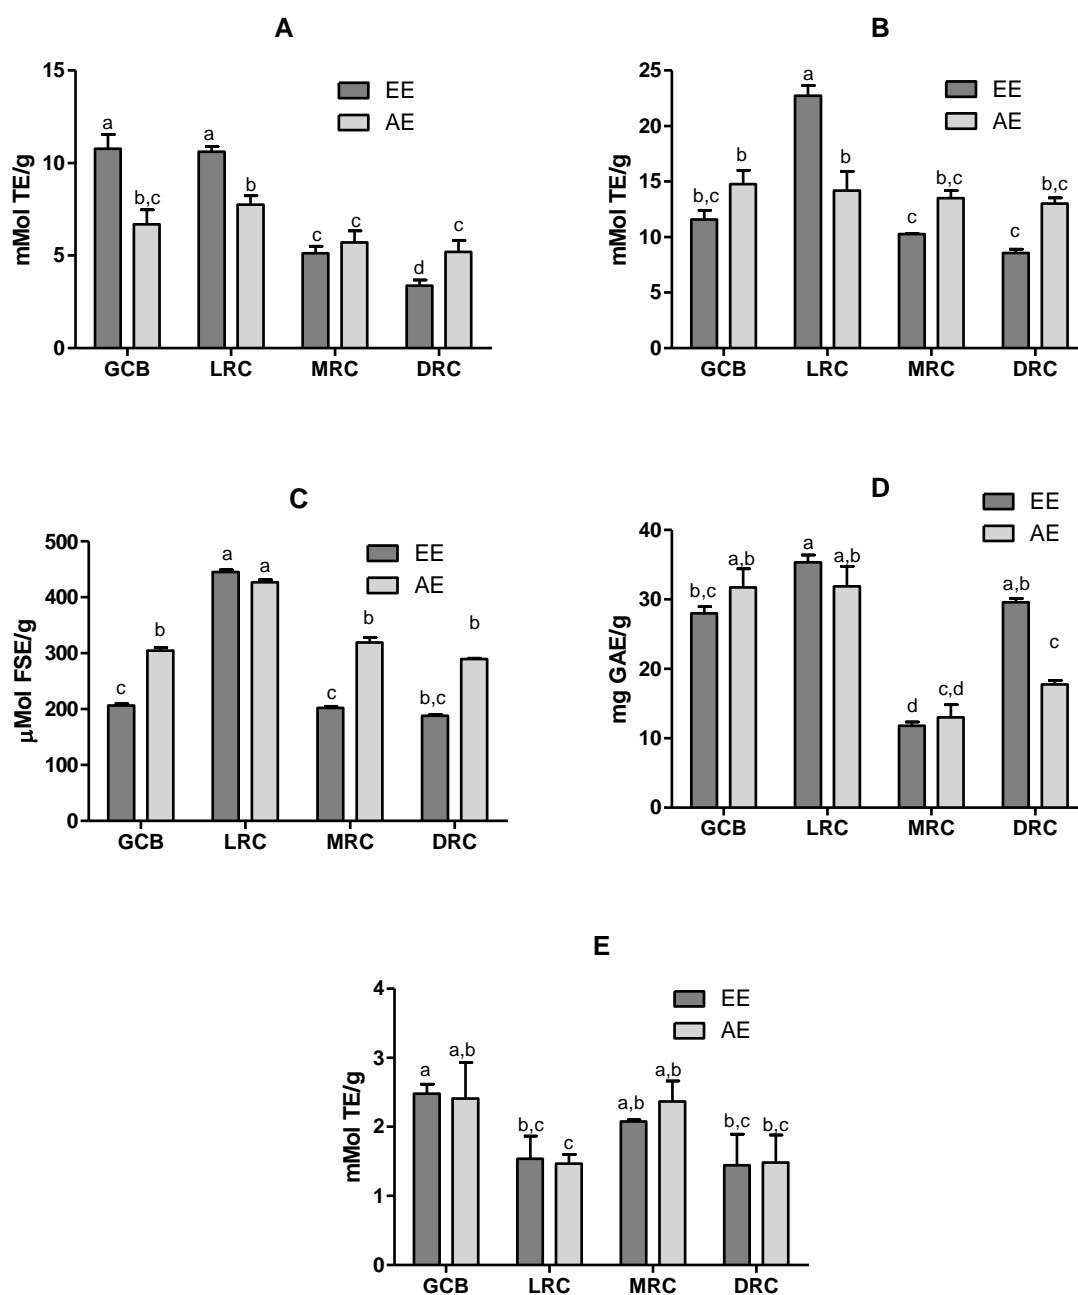 A
mMol TE/g
15
10
5
0
EE
AE
a
b,c
a
b
c
c
d
c
GCB LRC MRC DRC
B
mMol TE/g
25
20
15
10
5
0
EE
AE
b,c
b
a
b
c
b,c
c
b,c
GCB LRC MRC DRC
C
µMol FSE/g
500
400
300
200
100
0
EE
AE
c
b
a
a
c
b
b,c
b
GCB LRC MRC DRC
D
mg GAE/g
40
30
20
10
0
EE
AE
b,c
a,b
a
a,b
d
c,d
a,b
c
GCB LRC MRC DRC
E
mMol TE/g
4
3
2
1
0
EE
AE
a
a,b
b,c
c
a,b
a,b
b,c
b,c
GCB LRC MRC DRC